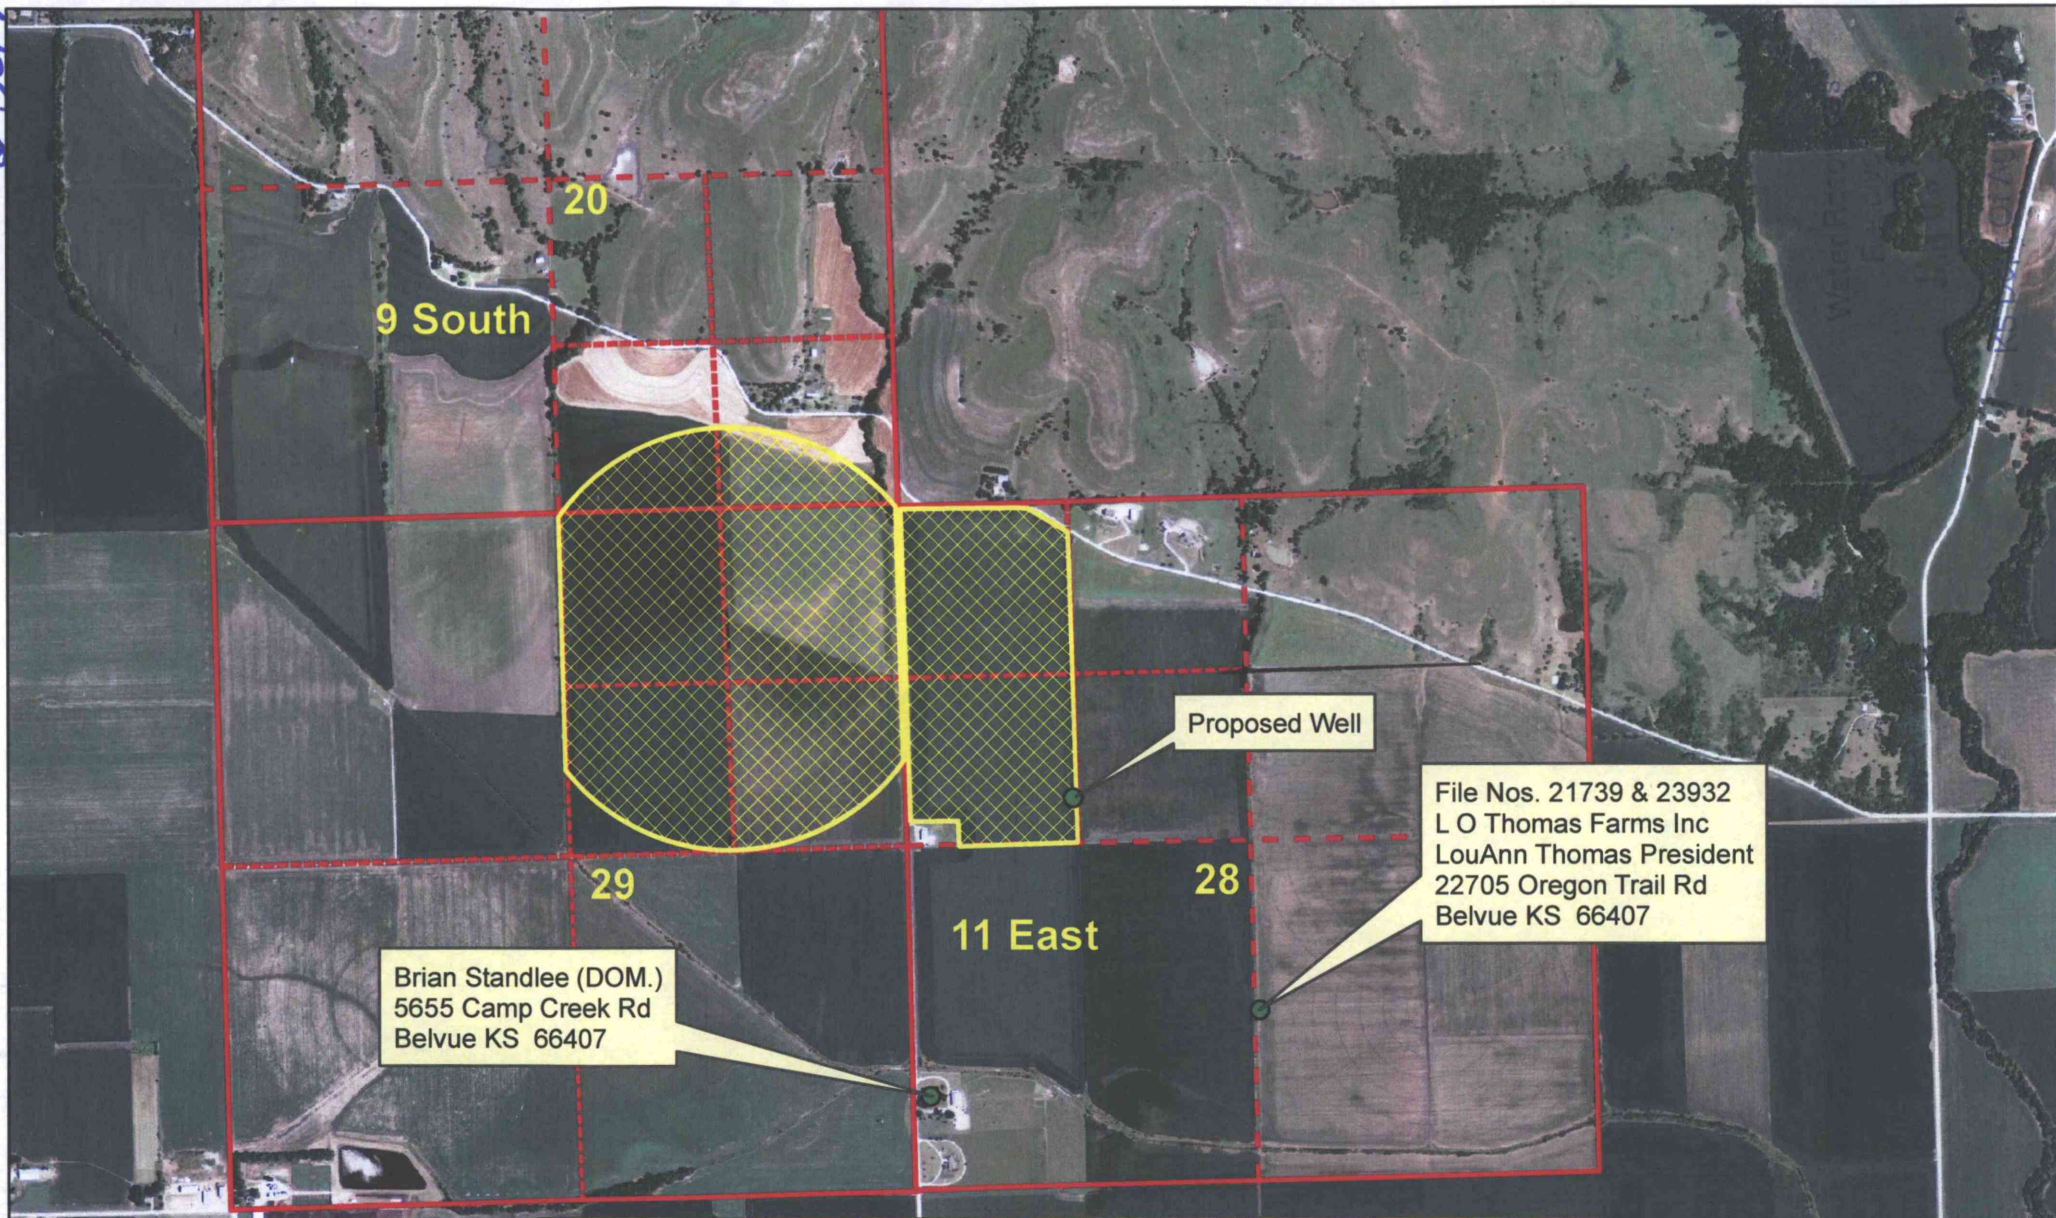 20
9 South
Proposed Well
File Nos. 21739 & 23932
L O Thomas Farms Inc
LouAnn Thomas President
22705 Oregon Trail Rd
Belvue KS 66407
29
28
11 East
Brian Standlee (DOM.)
5655 Camp Creek Rd
Belvue KS 66407